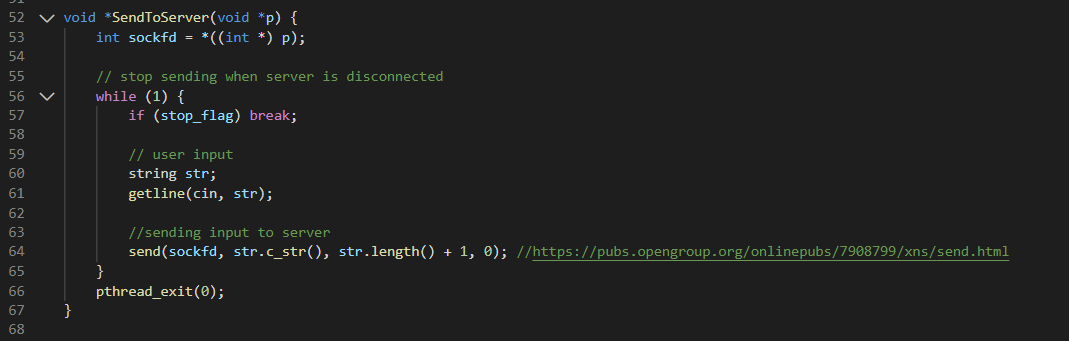 52 void *SendToServer(void *p) {
53 int sockfd = *((int *) p);
54
55 // stop sending when server is disconnected
56 while (1) {
57 if (stop_flag) break;
58
59 // user input
60 string str;
61 getline(cin, str);
62
63 //sending input to server
64 send(sockfd, str.c_str(), str.length() + 1, 0); //https://pubs.opengroup.org/onlinepubs/7908799/xns/send.html
65 }
66 pthread_exit(0);
67 }
68